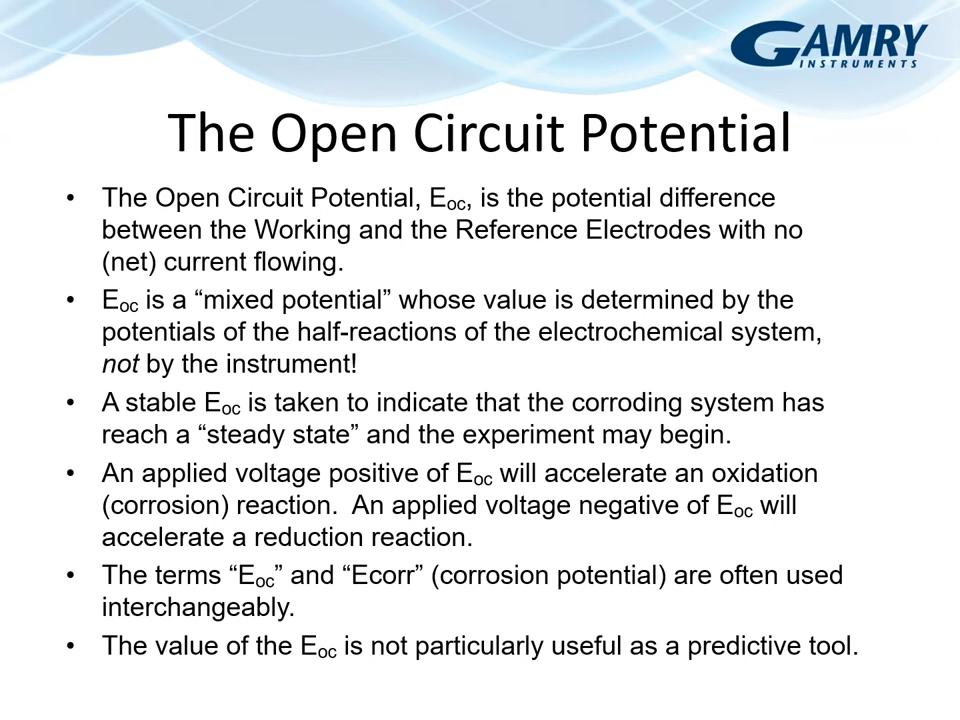 GAMRY
INSTRUMENTS
The Open Circuit Potential
• The Open Circuit Potential, Eoc, is the potential difference
between the Working and the Reference Electrodes with no
(net) current flowing.
• Eoc is a “mixed potential” whose value is determined by the
potentials of the half-reactions of the electrochemical system,
not by the instrument!
• A stable Eoc is taken to indicate that the corroding system has
reach a “steady state” and the experiment may begin.
• An applied voltage positive of Eoc will accelerate an oxidation
(corrosion) reaction.  An applied voltage negative of Eoc will
accelerate a reduction reaction.
• The terms “Eoc” and “Ecorr” (corrosion potential) are often used
interchangeably.
• The value of the Eoc is not particularly useful as a predictive tool.